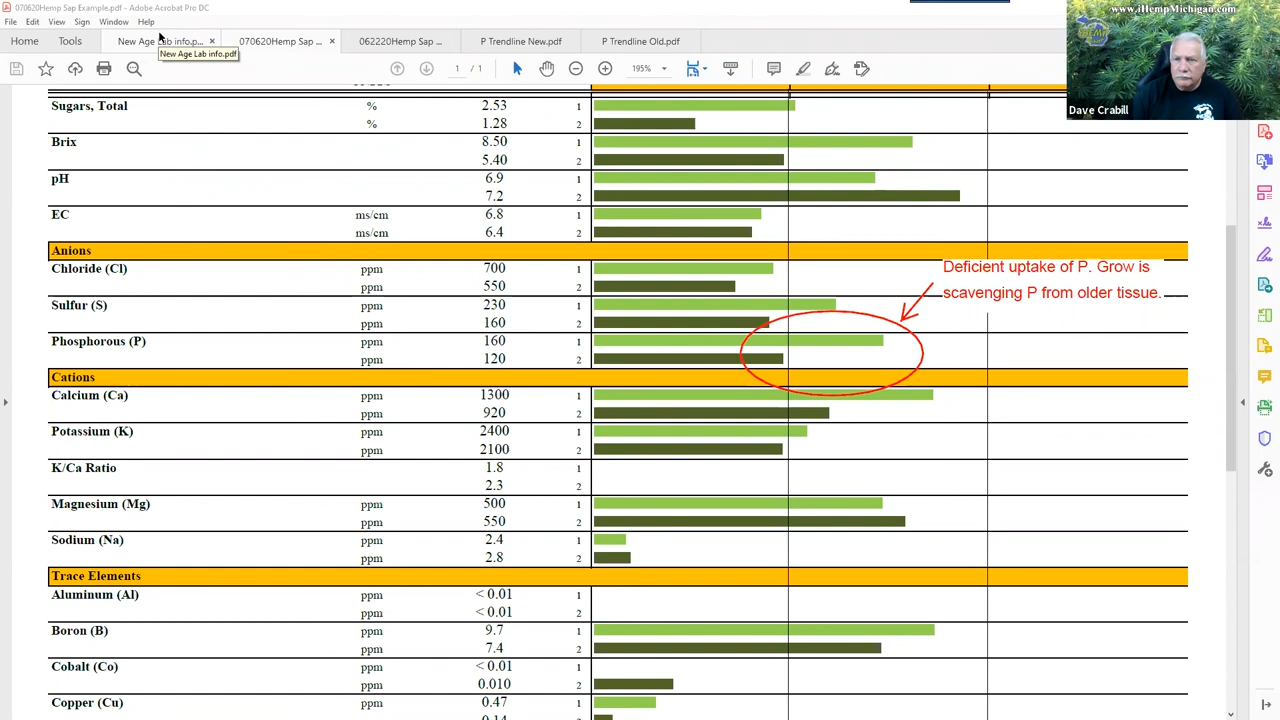 070620Hemp Sap Example.pdf - Adobe Acrobat Pro DC
File Edit View Sign Window Help
Home Tools New Age Lab info.p... × 070620Hemp Sap ... × 062220Hemp Sap ... P Trendline New.pdf P Trendline Old.pdf
New Age Lab info.pdf
1 / 1 195%
www.iHempMichigan.com
Dave Crabill
Sugars, Total % 2.53 1
% 1.28 2
Brix 8.50 1
5.40 2
pH 6.9 1
7.2 2
EC ms/cm 6.8 1
ms/cm 6.4 2
Anions
Chloride (Cl) ppm 700 1
ppm 550 2
Sulfur (S) ppm 230 1
ppm 160 2
Phosphorous (P) ppm 160 1
ppm 120 2
Deficient uptake of P. Grow is
scavenging P from older tissue.
Cations
Calcium (Ca) ppm 1300 1
ppm 920 2
Potassium (K) ppm 2400 1
ppm 2100 2
K/Ca Ratio 1.8 1
2.3 2
Magnesium (Mg) ppm 500 1
ppm 550 2
Sodium (Na) ppm 2.4 1
ppm 2.8 2
Trace Elements
Aluminum (Al) ppm < 0.01 1
ppm < 0.01 2
Boron (B) ppm 9.7 1
ppm 7.4 2
Cobalt (Co) ppm < 0.01 1
ppm 0.010 2
Copper (Cu) ppm 0.47 1